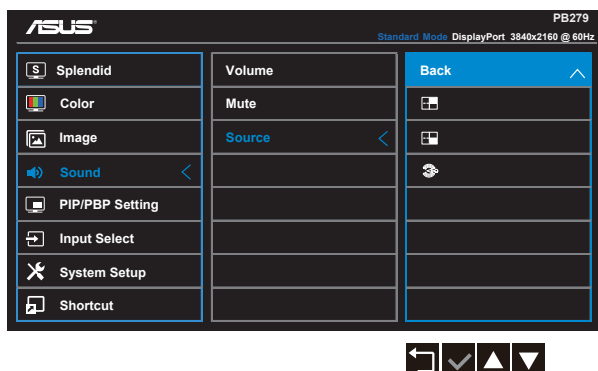 ASUS
PB279
Standard Mode DisplayPort 3840x2160 @ 60Hz
S Splendid
Color
Image
Sound
PIP/PBP Setting
Input Select
System Setup
Shortcut
Volume
Mute
Source
Back